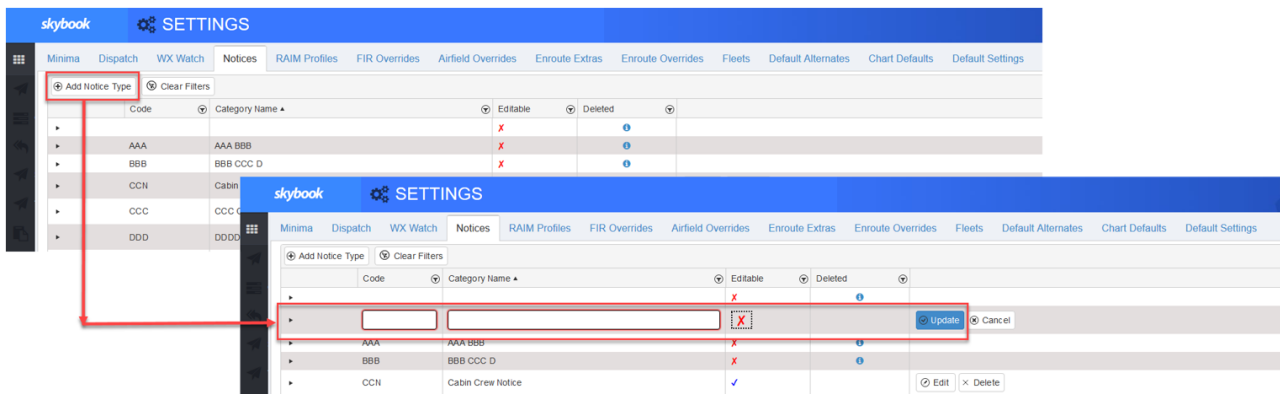 skybook SETTINGS
Minima Dispatch WX Watch Notices RAIM Profiles FIR Overrides Airfield Overrides Enroute Extras Enroute Overrides Fleets Default Alternates Chart Defaults Default Settings
Add Notice Type Clear Filters
Code Category Name Editable Deleted
✗
AAA AAA BBB ✗
BBB BBB CCC D ✗
CCN Cabin
CCC CCC
DDD DDDD
skybook SETTINGS
Minima Dispatch WX Watch Notices RAIM Profiles FIR Overrides Airfield Overrides Enroute Extras Enroute Overrides Fleets Default Alternates Chart Defaults Default Settings
Add Notice Type Clear Filters
Code Category Name Editable Deleted
✗
✗ Update Cancel
AAA AAA BBB ✗
BBB BBB CCC D ✗
CCN Cabin Crew Notice ✓ Edit Delete